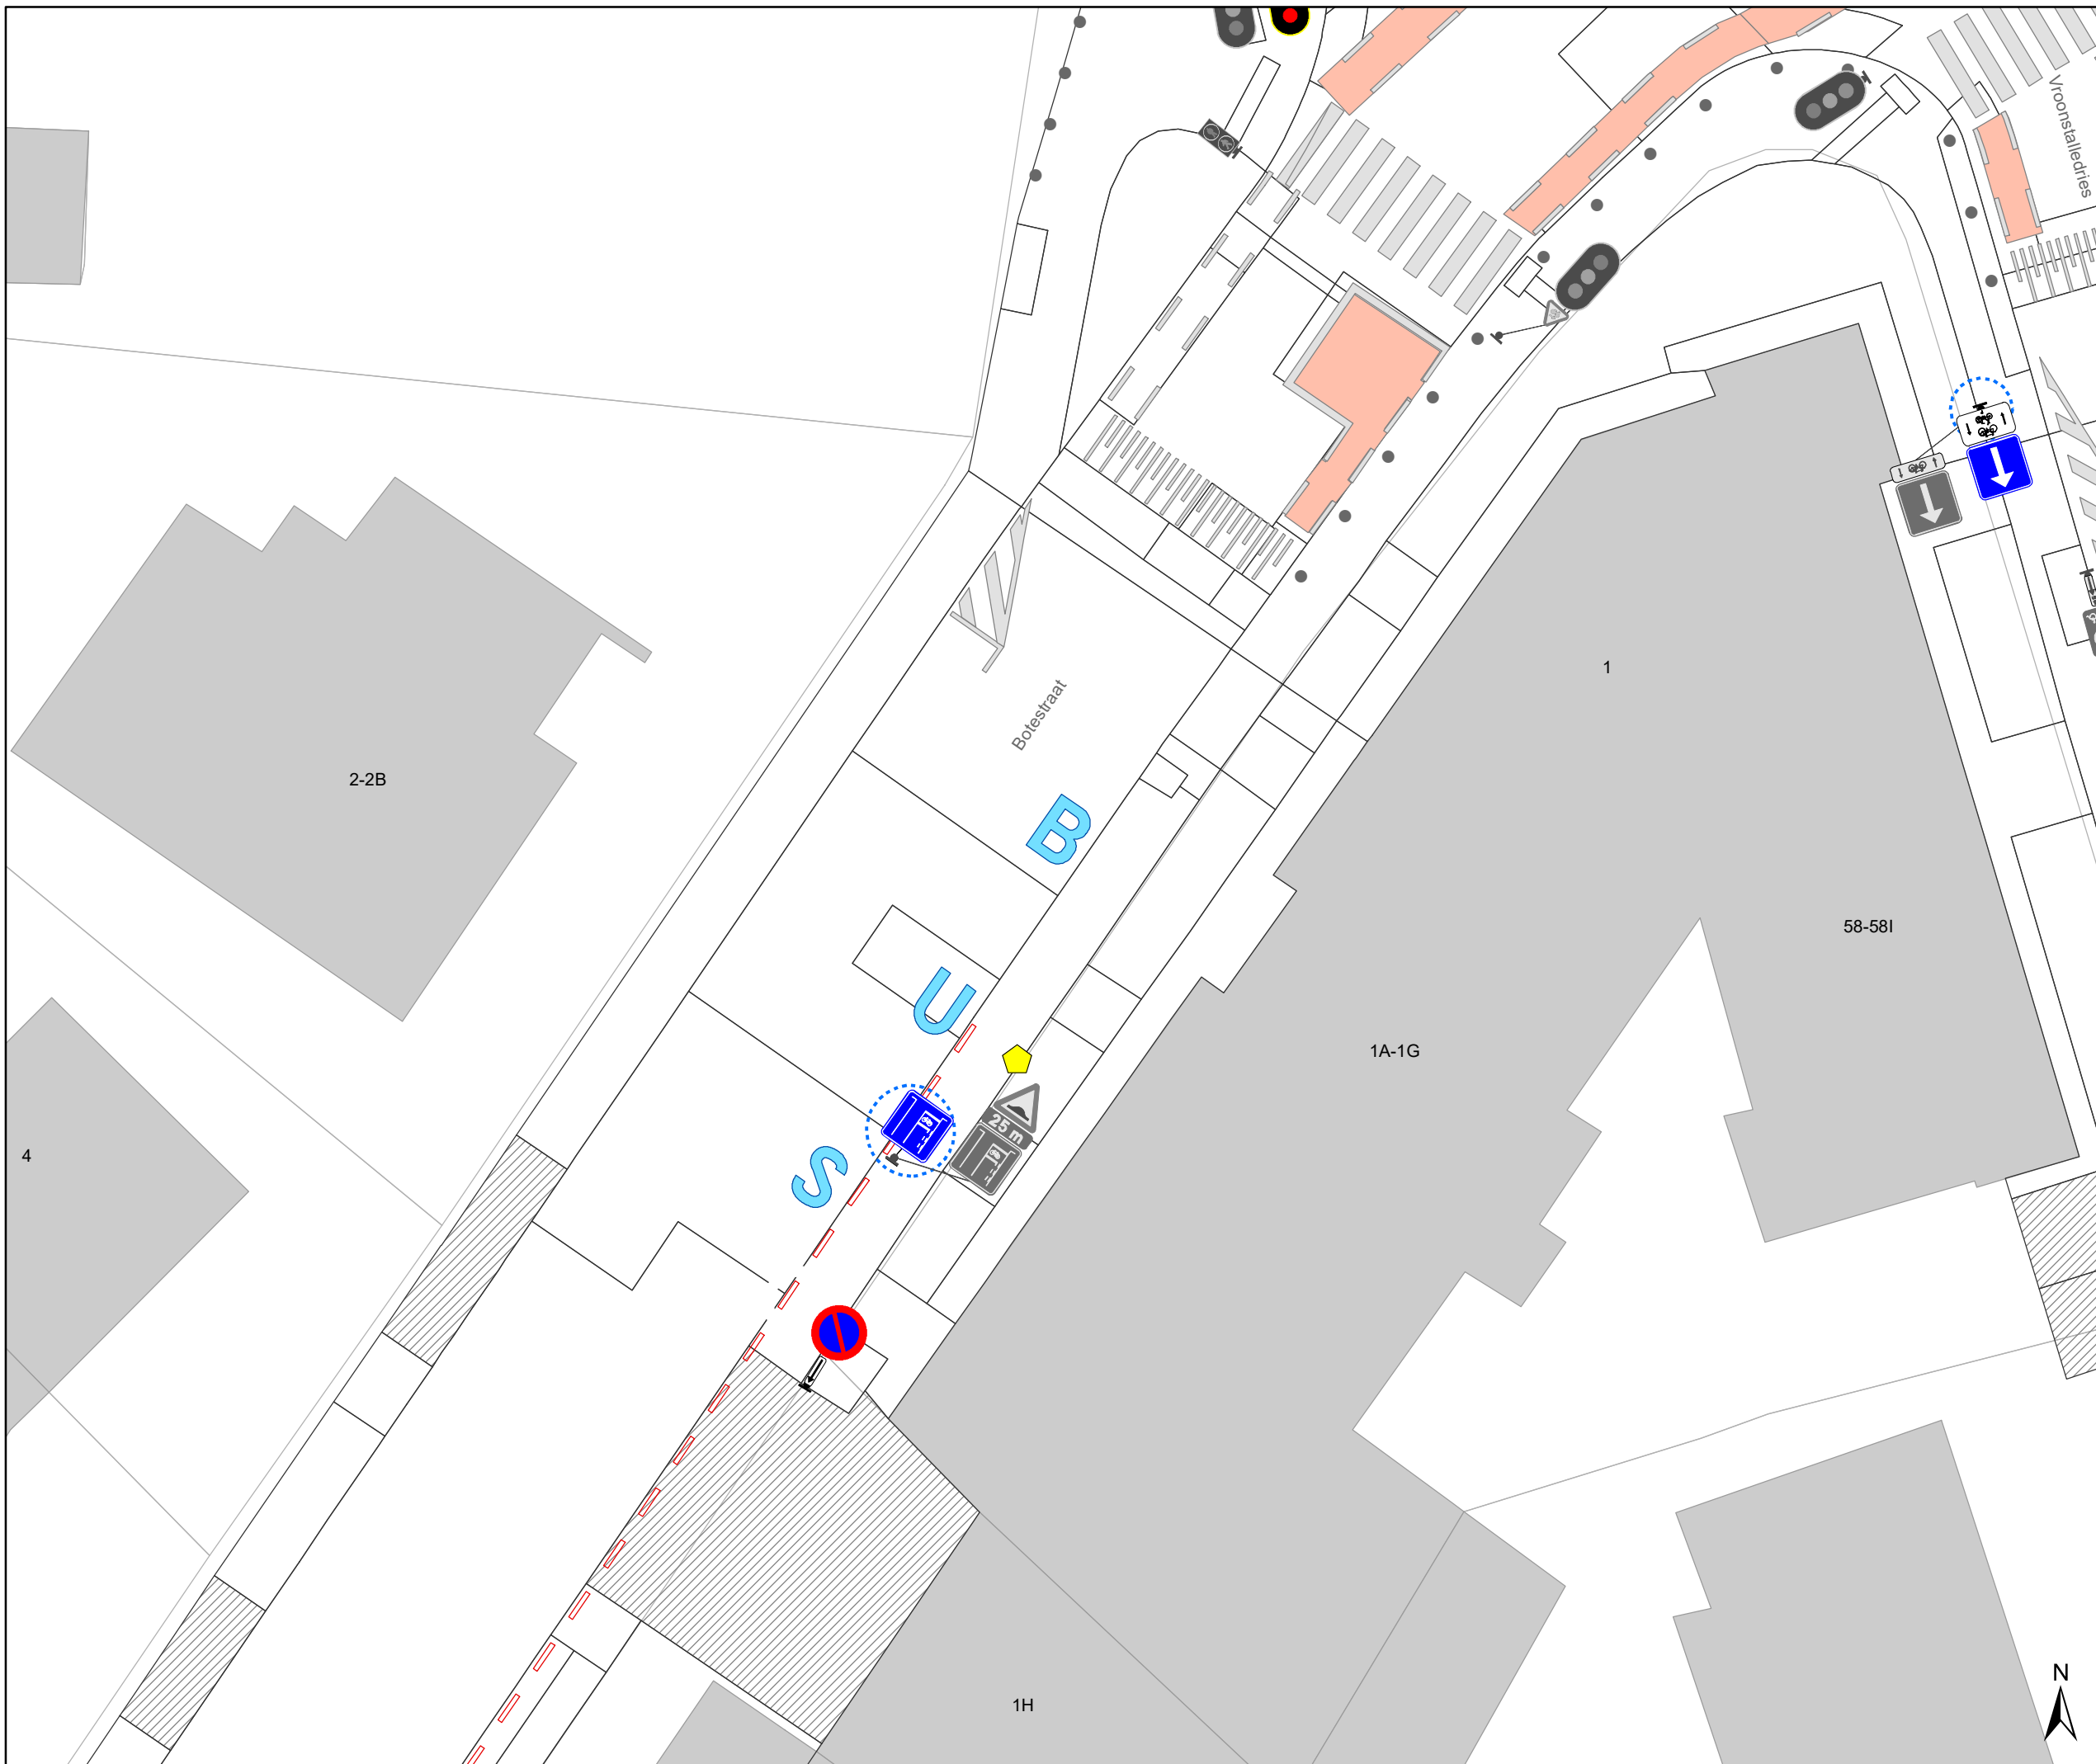 Vroonstalledries
1
Botestraat
2-2B
B
58-58I
U
1A-1G
25 m
4
S
N
1H